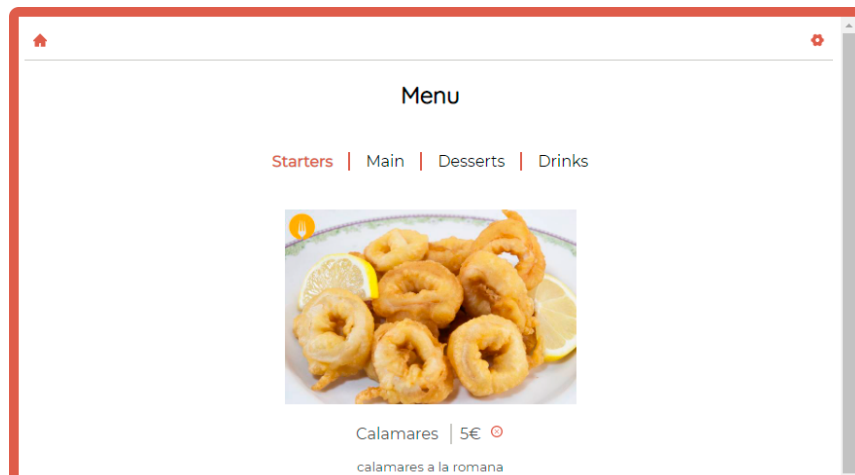 Menu
Starters | Main | Desserts | Drinks
Calamares | 5€
calamares a la romana